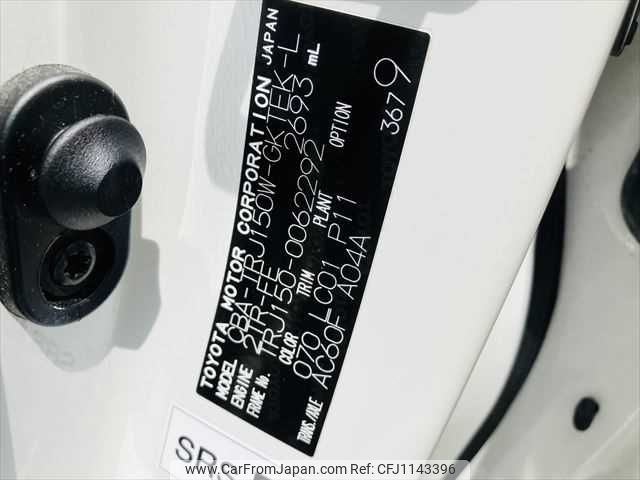 TOYOTA MOTOR CORPORATION JAPAN
MODEL CBA-TRJ150W-GKTEK-L
ENGINE 2TR-FE 2693 mL
FRAME No. TRJ150-0062292
COLOR TRIM PLANT OPTION
070 LC01 P11 3679
TRANS./AXLE AC60F A04A
SRS
www.CarFromJapan.com @CFJ1143396